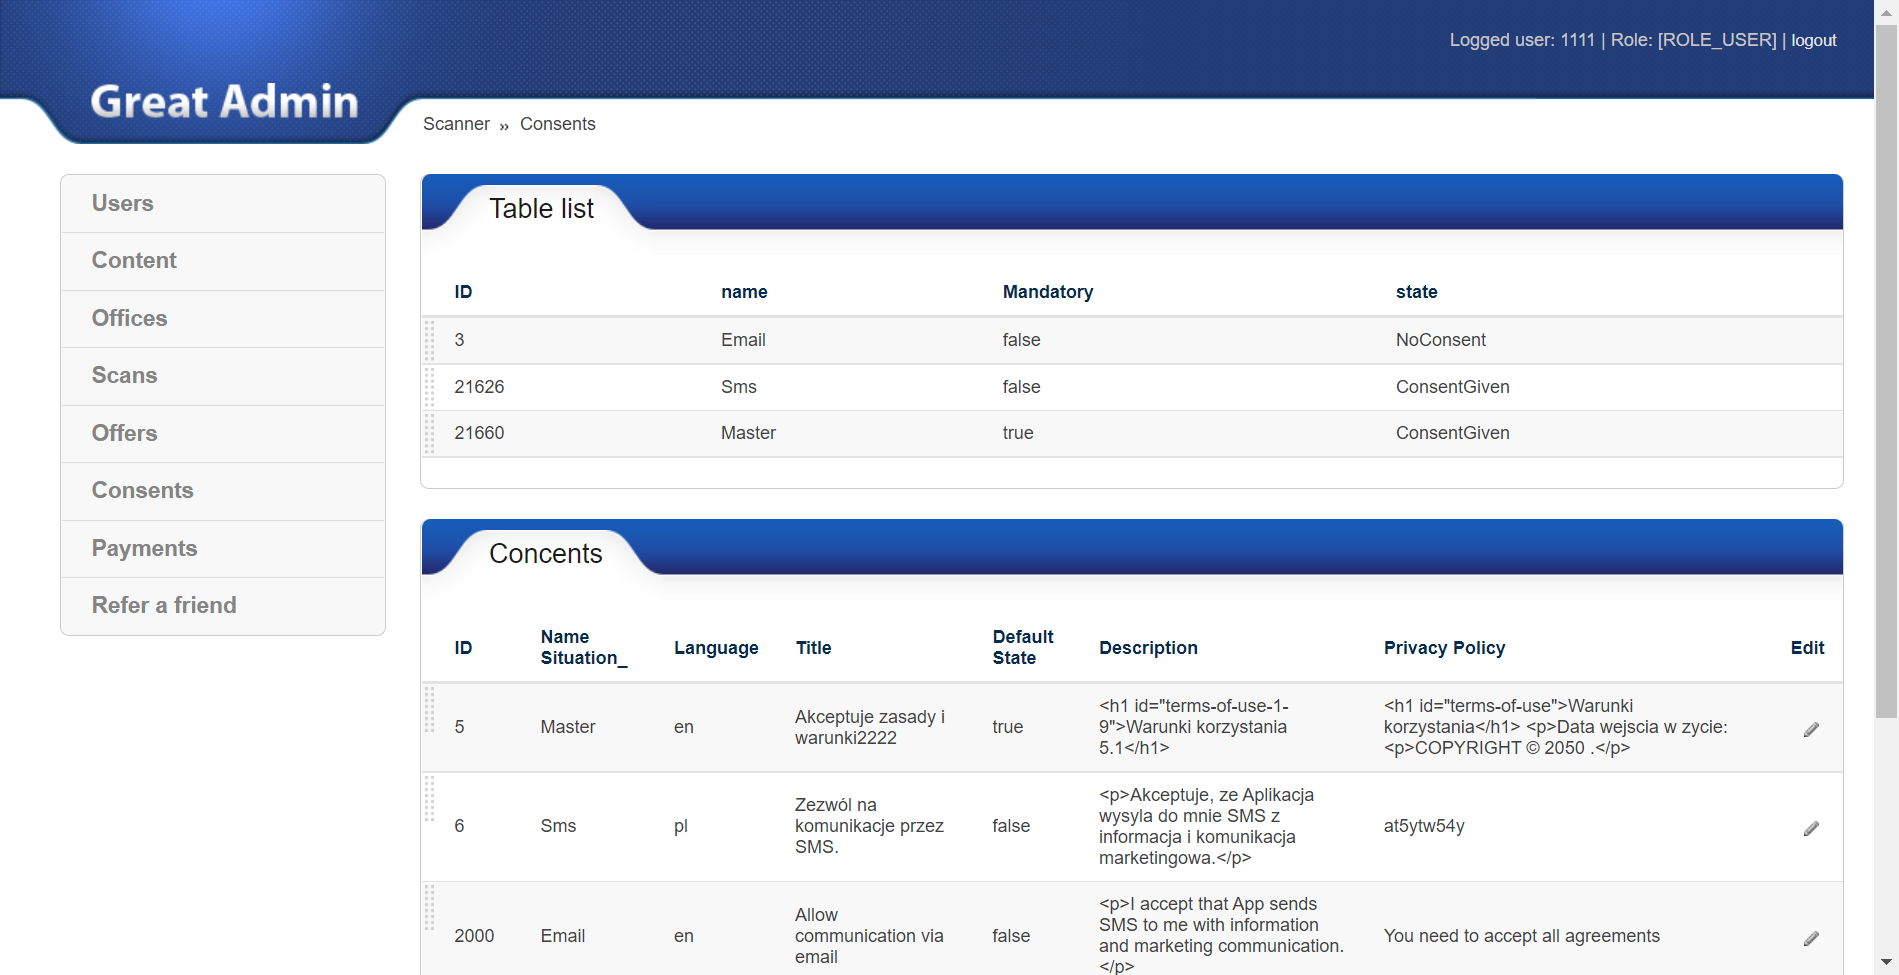 Logged user: 1111 | Role: [ROLE_USER] | logout
Great Admin
Scanner » Consents
Users
Content
Offices
Scans
Offers
Consents
Payments
Refer a friend
Table list
ID name Mandatory state
3 Email false NoConsent
21626 Sms false ConsentGiven
21660 Master true ConsentGiven
Concents
ID Name Situation_ Language Title Default State Description Privacy Policy Edit
5 Master en
Akceptuje zasady i
warunki2222
true
<h1 id="terms-of-use-1-
9">Warunki korzystania
5.1</h1>
<h1 id="terms-of-use">Warunki
korzystania</h1> <p>Data wejscia w zycie:
<p>COPYRIGHT © 2050 .</p>
6 Sms pl
Zezwól na
komunikacje przez
SMS.
false
<p>Akceptuje, ze Aplikacja
wysyla do mnie SMS z
informacja i komunikacja
marketingowa.</p>
at5ytw54y
2000 Email en
Allow
communication via
email
false
<p>I accept that App sends
SMS to me with information
and marketing communication.
</p>
You need to accept all agreements